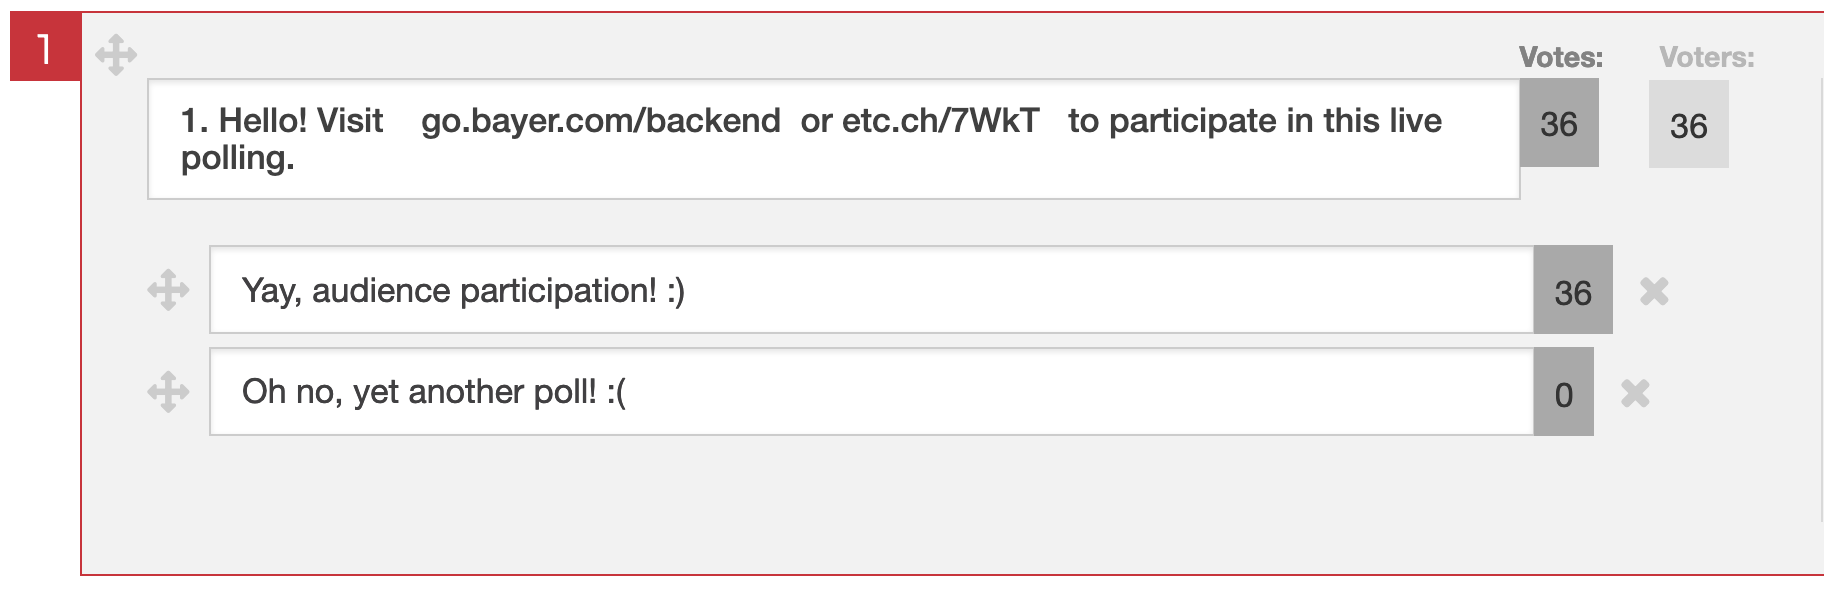 1
Votes: Voters:
1. Hello! Visit go.bayer.com/backend or etc.ch/7WkT to participate in this live
polling.
36 36
Yay, audience participation! :) 36
Oh no, yet another poll! :( 0